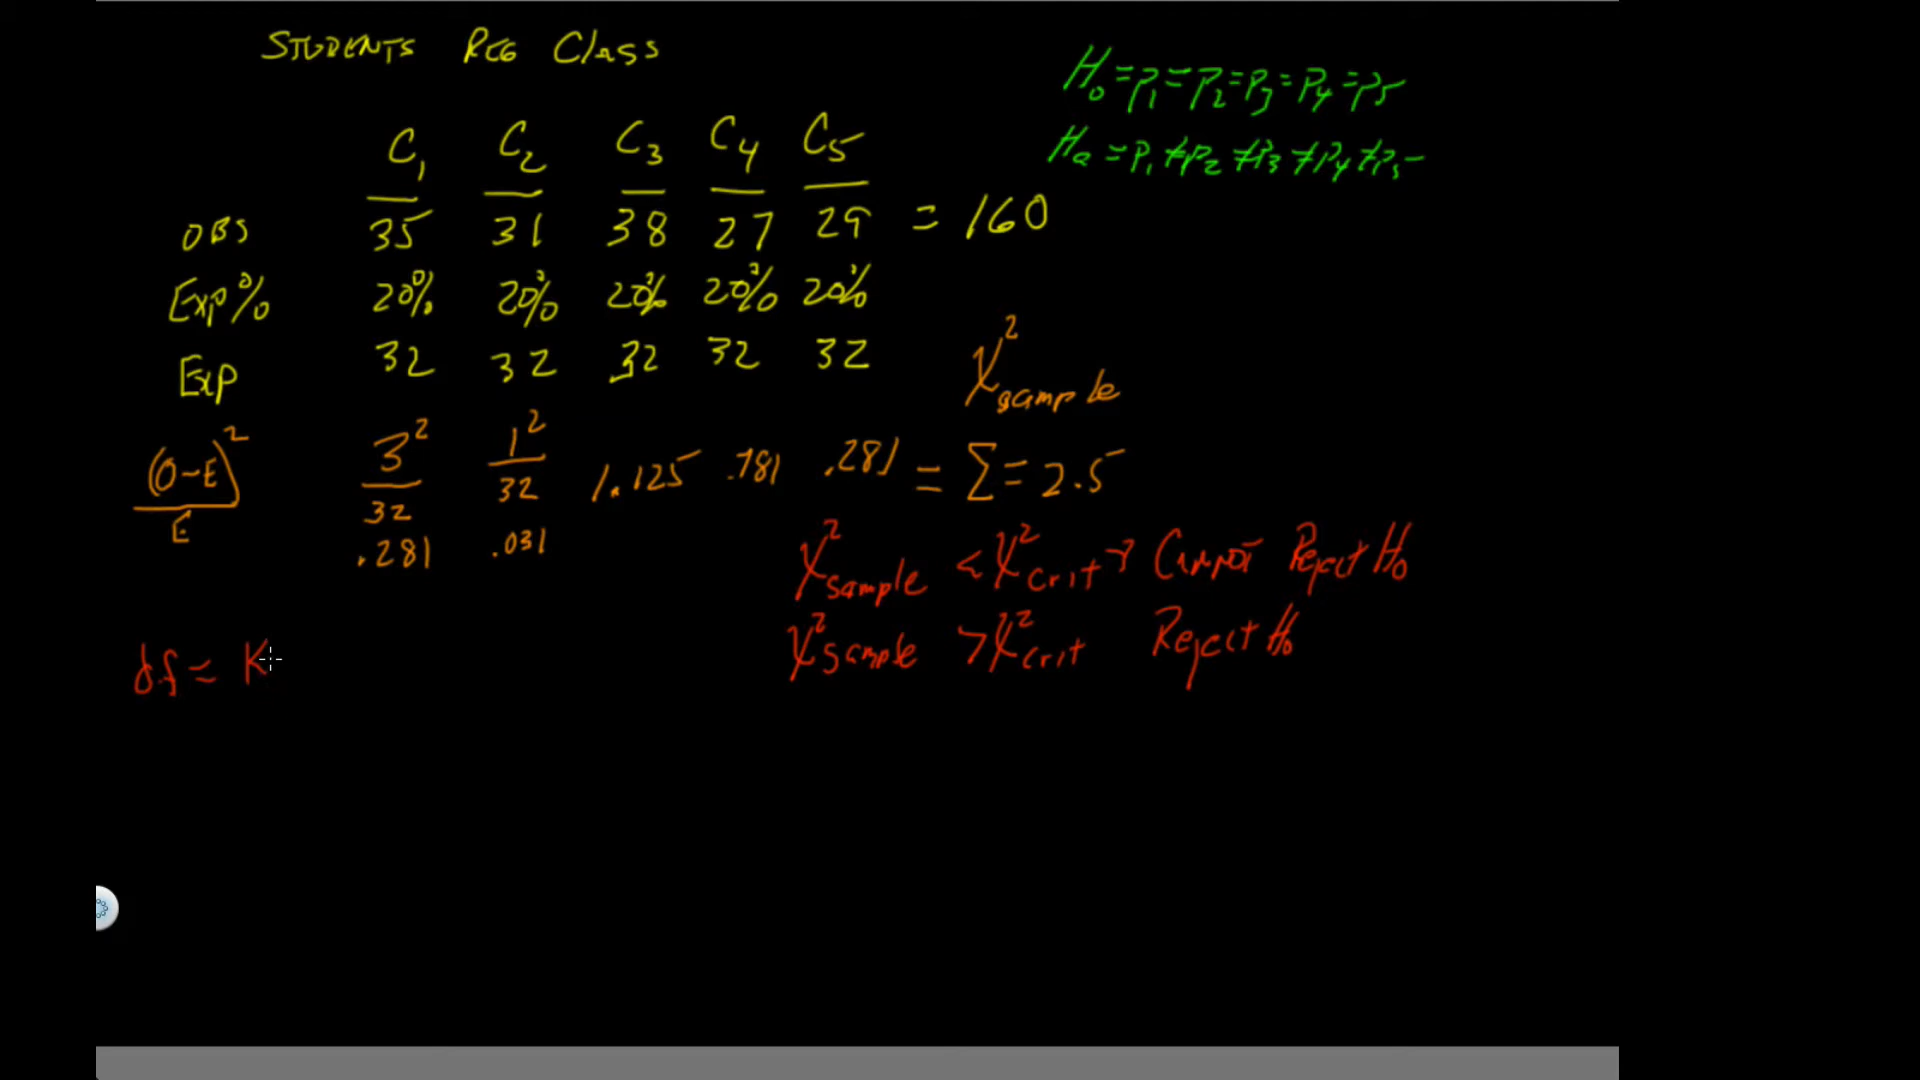 STUDENTS REG Class
H₀ = P₁ = P₂ = P₃ = P₄ = P5
Hₐ = P₁ ≠ P₂ ≠ P₃ ≠ P₄ ≠ P5
C₁ C₂ C₃ C₄ C5
OBS 35 31 38 27 29 = 160
Exp% 20% 20% 20% 20% 20%
Exp 32 32 32 32 32
χ² sample
(O-E)²/E 3²/32 1²/32 1.125 .781 .281 = Σ = 2.5
.281 .031
χ² sample < χ² crit Cannot Reject H₀
χ² sample > χ² crit Reject H₀
df = K